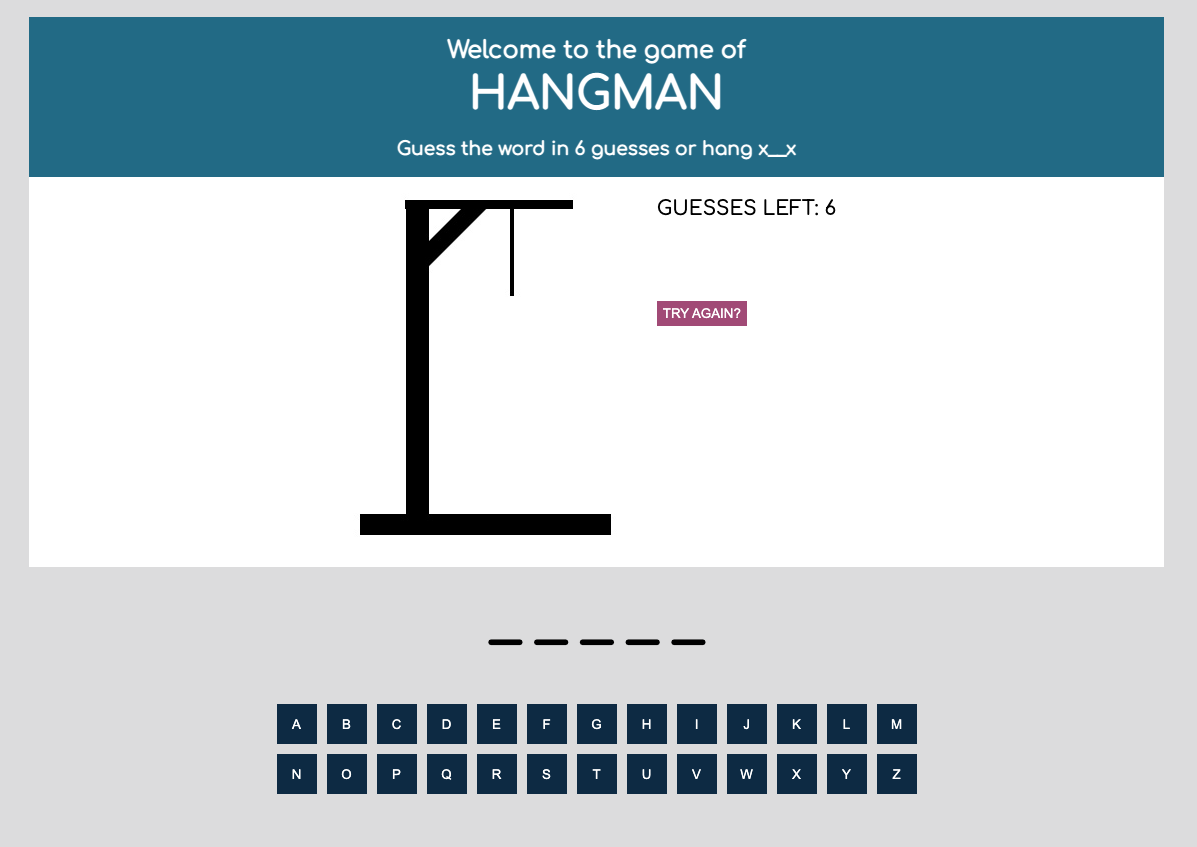 Welcome to the game of
HANGMAN
Guess the word in 6 guesses or hang x__x
GUESSES LEFT: 6
TRY AGAIN?
_ _ _ _ _
A B C D E F G H I J K L M
N O P Q R S T U V W X Y Z